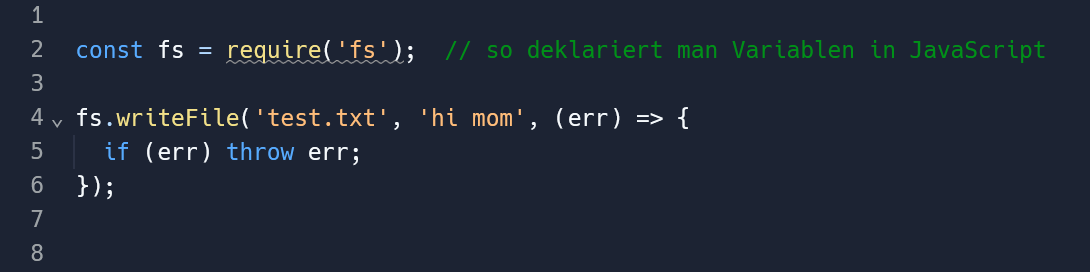 1
2 const fs = require('fs');  // so deklariert man Variablen in JavaScript
3
4 fs.writeFile('test.txt', 'hi mom', (err) => {
5   if (err) throw err;
6 });
7
8